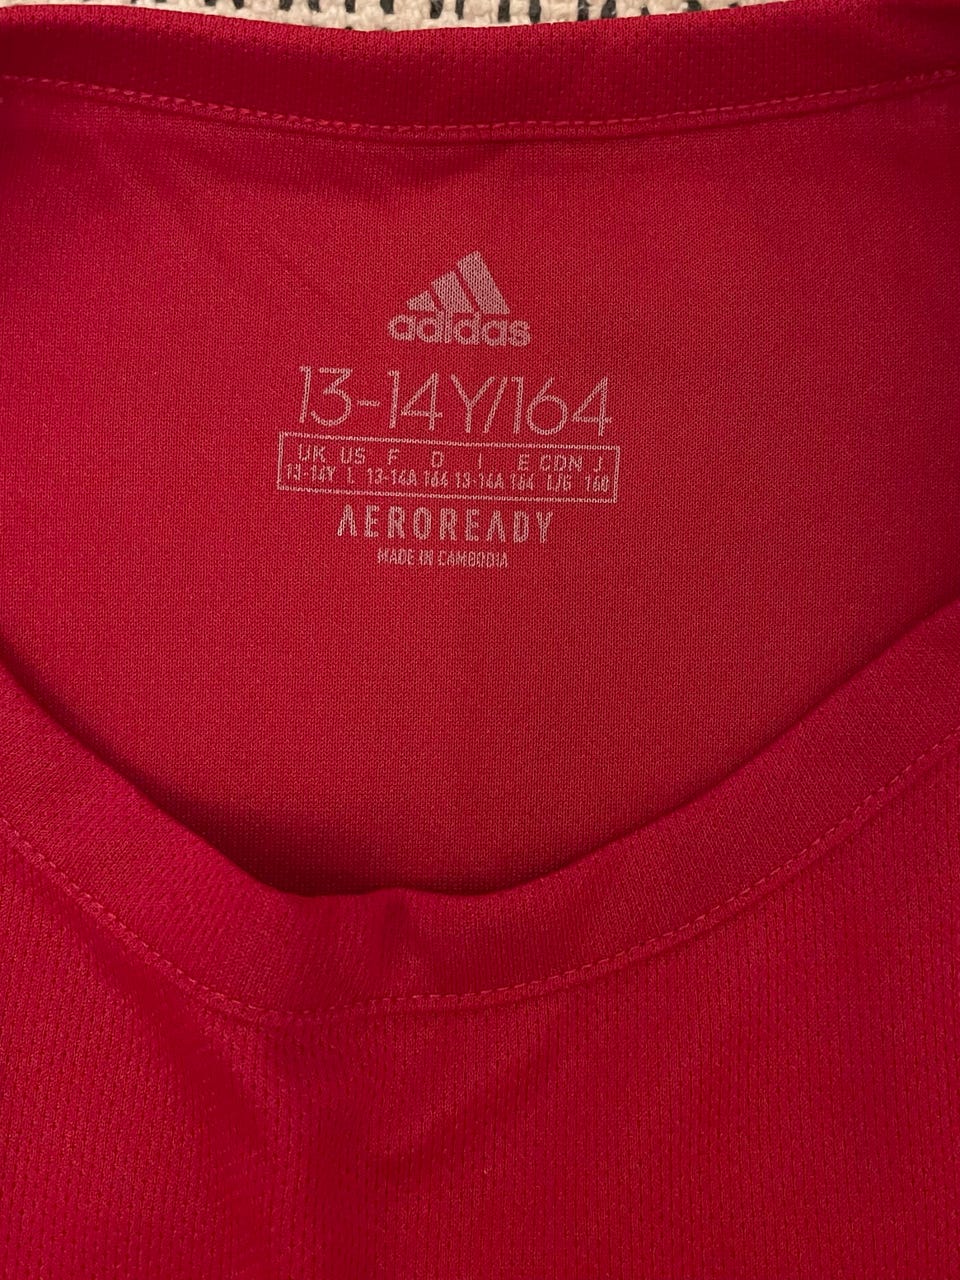 adidas
13-14Y/164
UK US F D I E CDN J
13-14Y L 13-14A 164 13-14A 164 L/G 160
AEROREADY
MADE IN CAMBODIA